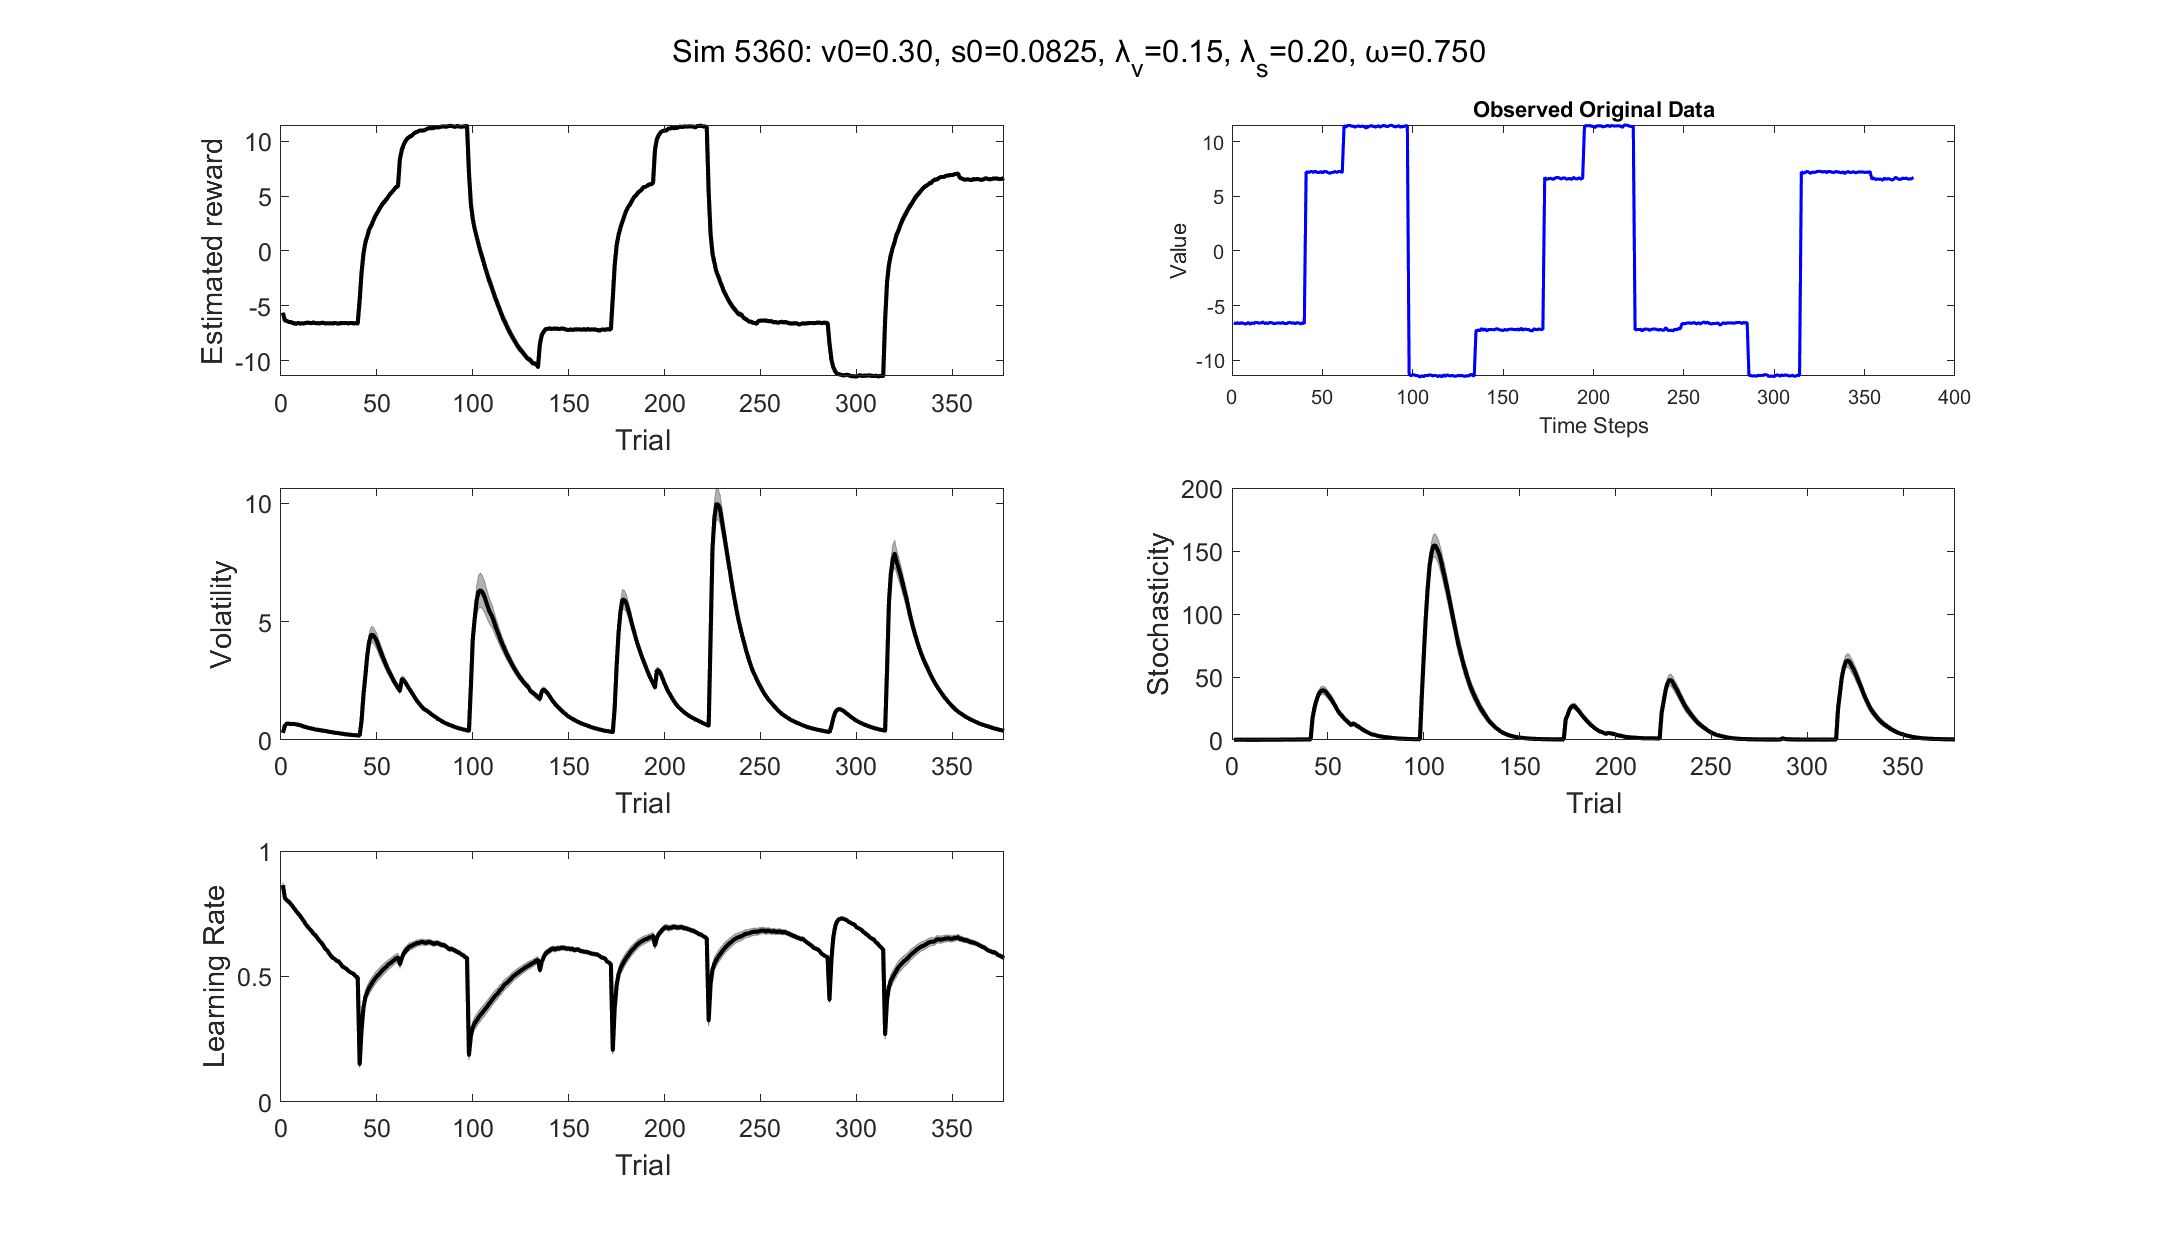 Sim 5360: v0=0.30, s0=0.0825, λ_v=0.15, λ_s=0.20, ω=0.750
Estimated reward
10
5
0
-5
-10
0 50 100 150 200 250 300 350
Trial
Observed Original Data
Value
10
5
0
-5
-10
0 50 100 150 200 250 300 350 400
Time Steps
Volatility
10
5
0
0 50 100 150 200 250 300 350
Trial
Stochasticity
200
150
100
50
0
0 50 100 150 200 250 300 350
Trial
Learning Rate
1
0.5
0
0 50 100 150 200 250 300 350
Trial